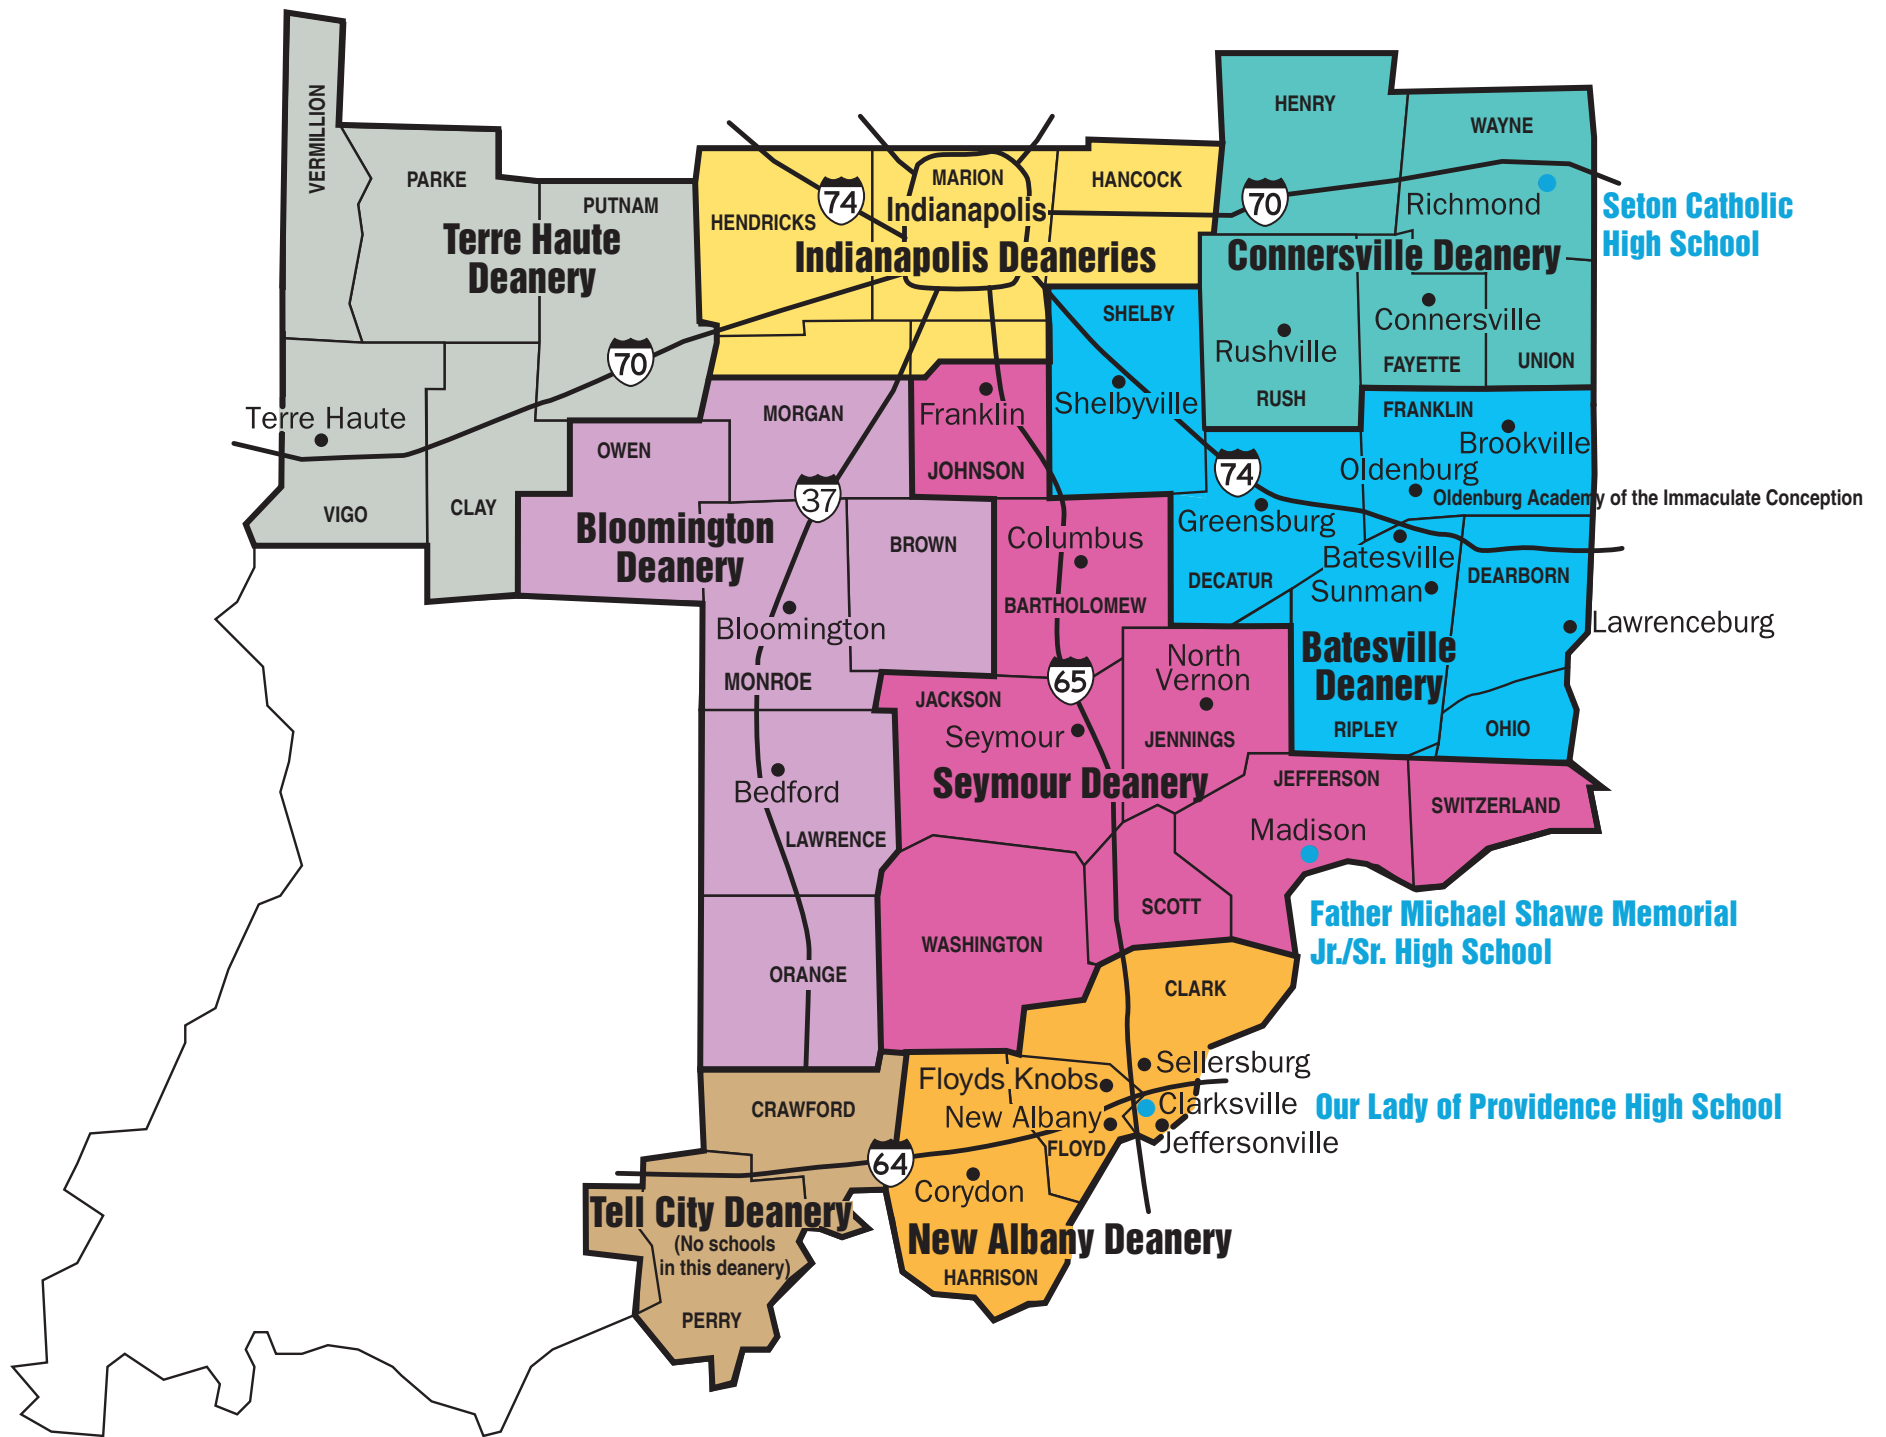 VERMILLION
PARKE
PUTNAM
Terre Haute
Deanery
70
Terre Haute
VIGO
CLAY
HENDRICKS
74
MARION
Indianapolis
HANCOCK
Indianapolis Deaneries
HENRY
WAYNE
70
Richmond
Seton Catholic
High School
Connersville Deanery
Connersville
Rushville
FAYETTE
UNION
RUSH
SHELBY
Shelbyville
MORGAN
OWEN
37
Bloomington
Deanery
BROWN
Bloomington
MONROE
Bedford
LAWRENCE
ORANGE
Franklin
JOHNSON
Columbus
BARTHOLOMEW
65
JACKSON
Seymour
North
Vernon
JENNINGS
Seymour Deanery
JEFFERSON
SWITZERLAND
Madison
SCOTT
WASHINGTON
Father Michael Shawe Memorial
Jr./Sr. High School
FRANKLIN
Brookville
Oldenburg
74
Oldenburg Academy of the Immaculate Conception
Greensburg
Batesville
DECATUR
Sunman
DEARBORN
Lawrenceburg
Batesville
Deanery
RIPLEY
OHIO
CLARK
Sellersburg
Floyds Knobs
Clarksville
Our Lady of Providence High School
New Albany
Jeffersonville
FLOYD
64
Corydon
New Albany Deanery
HARRISON
CRAWFORD
Tell City Deanery
(No schools
in this deanery)
PERRY